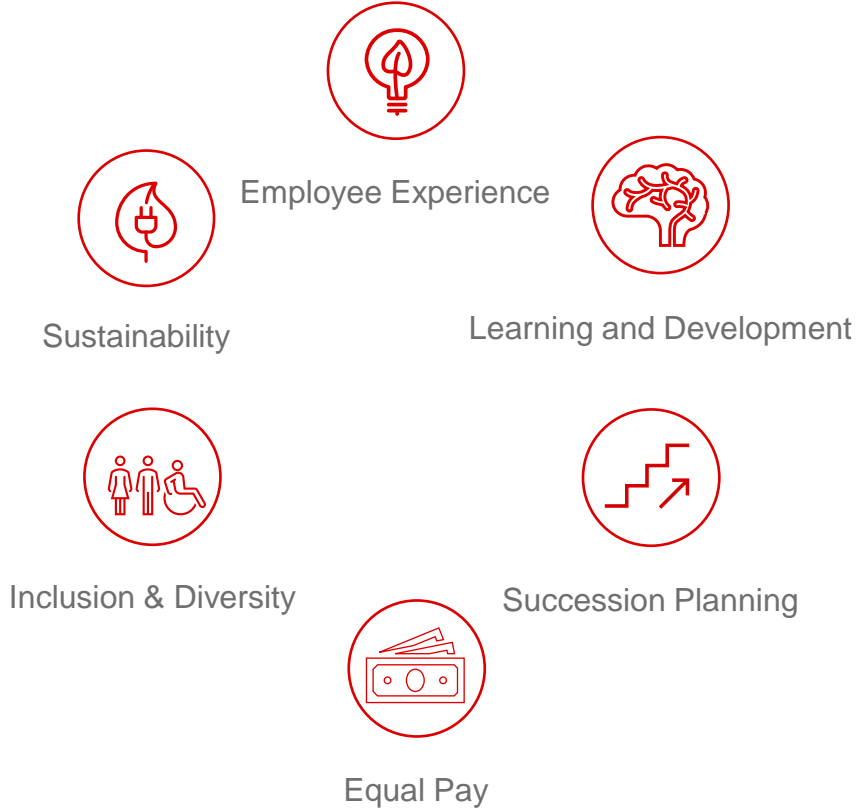 Employee Experience
Sustainability
Learning and Development
Inclusion & Diversity
Succession Planning
Equal Pay